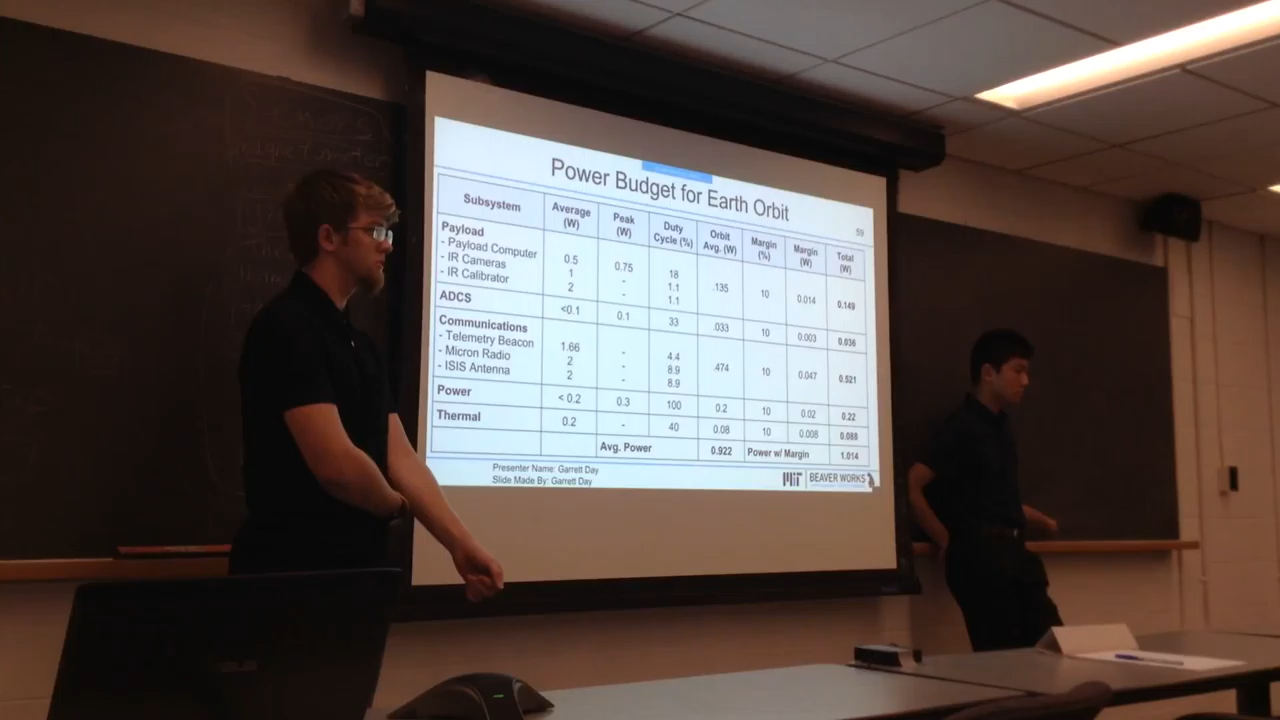 Power Budget for Earth Orbit
59
Subsystem Average (W) Peak (W) Duty Cycle (%) Orbit Avg. (W) Margin (%) Margin (W) Total (W)
Payload
- Payload Computer 0.5 0.75 18
- IR Cameras 1 - 1.1 .135 10 0.014 0.149
- IR Calibrator 2 - 1.1
ADCS <0.1 0.1 33 .033 10 0.003 0.036
Communications
- Telemetry Beacon 1.66 - 4.4
- Micron Radio 2 - 8.9 .474 10 0.047 0.521
- ISIS Antenna 2 - 8.9
Power < 0.2 0.3 100 0.2 10 0.02 0.22
Thermal 0.2 - 40 0.08 10 0.008 0.088
Avg. Power 0.922 Power w/ Margin 1.014
Presenter Name: Garrett Day
Slide Made By: Garrett Day
MIT BEAVER WORKS
ASUS